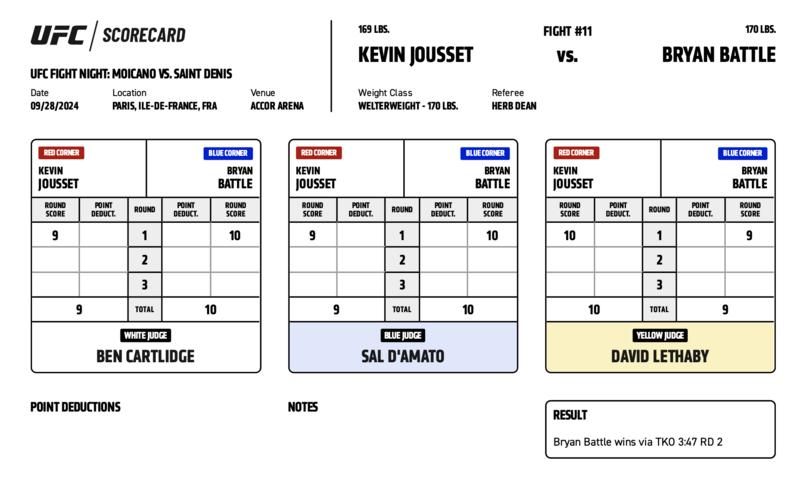 UFC SCORECARD
UFC FIGHT NIGHT: MOICANO VS. SAINT DENIS
Date Location Venue
09/28/2024 PARIS, ILE-DE-FRANCE, FRA ACCOR ARENA
169 LBS. FIGHT #11 170 LBS.
KEVIN JOUSSET VS. BRYAN BATTLE
Weight Class Referee
WELTERWEIGHT - 170 LBS. HERB DEAN
RED CORNER BLUE CORNER
KEVIN BRYAN
JOUSSET BATTLE
ROUND POINT ROUND POINT ROUND
SCORE DEDUCT. DEDUCT. SCORE
9 1 10
2
3
9 TOTAL 10
WHITE JUDGE
BEN CARTLIDGE
RED CORNER BLUE CORNER
KEVIN BRYAN
JOUSSET BATTLE
ROUND POINT ROUND POINT ROUND
SCORE DEDUCT. DEDUCT. SCORE
9 1 10
2
3
9 TOTAL 10
BLUE JUDGE
SAL D'AMATO
RED CORNER BLUE CORNER
KEVIN BRYAN
JOUSSET BATTLE
ROUND POINT ROUND POINT ROUND
SCORE DEDUCT. DEDUCT. SCORE
10 1 9
2
3
10 TOTAL 9
YELLOW JUDGE
DAVID LETHABY
POINT DEDUCTIONS
NOTES
RESULT
Bryan Battle wins via TKO 3:47 RD 2